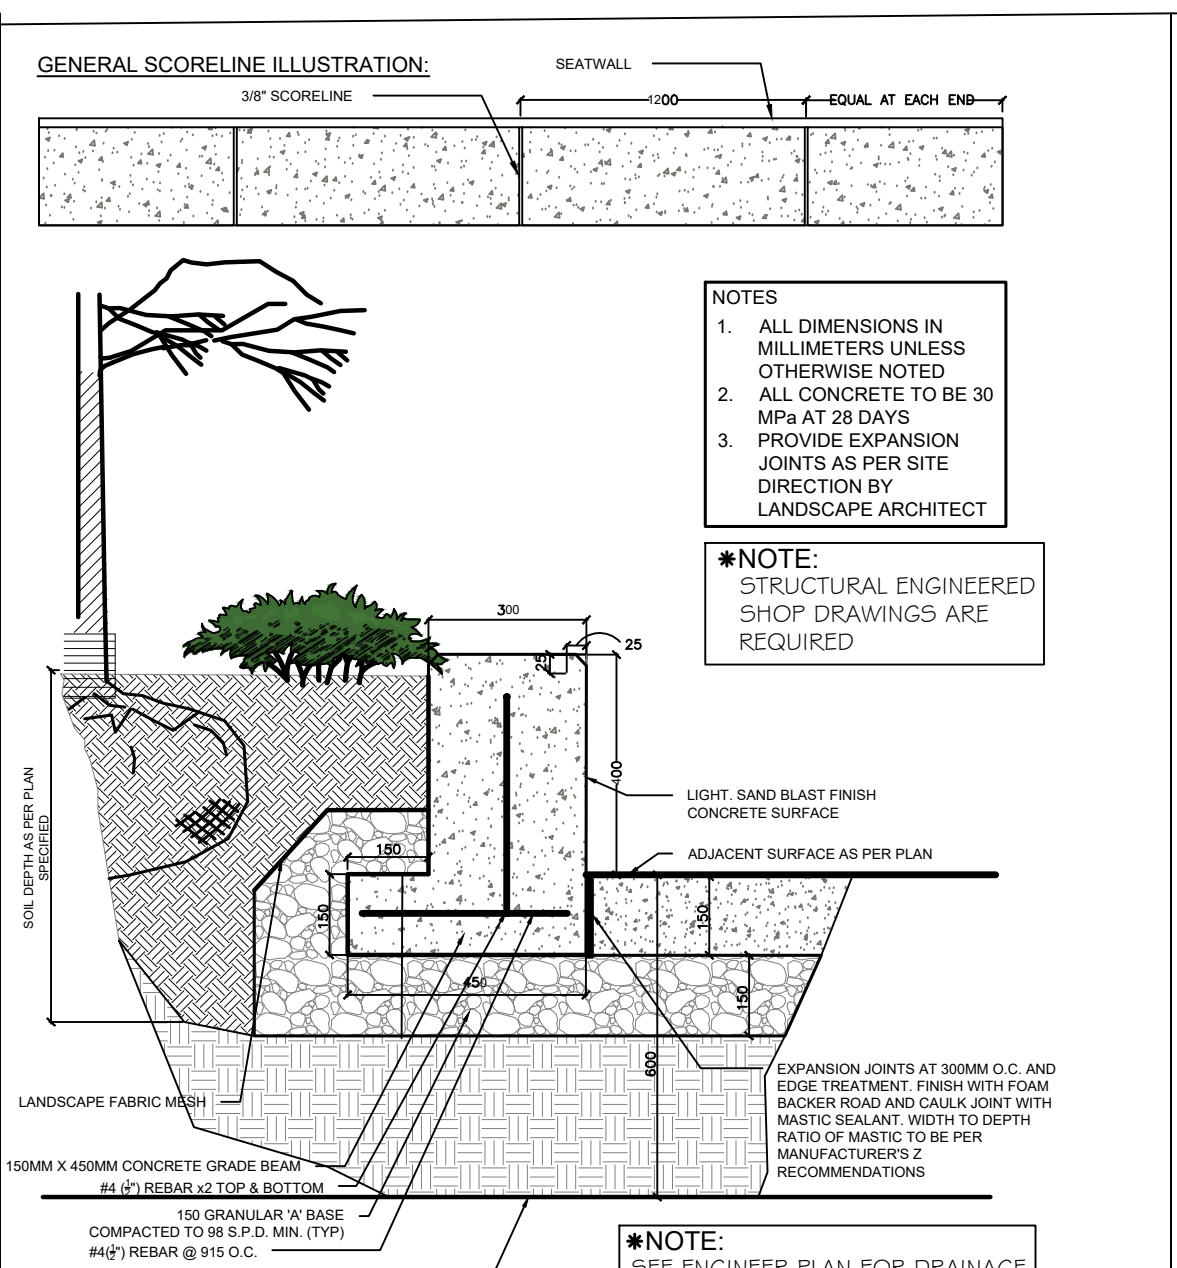 GENERAL SCORELINE ILLUSTRATION:
SEATWALL
3/8" SCORELINE
1200
EQUAL AT EACH END
NOTES
1. ALL DIMENSIONS IN
MILLIMETERS UNLESS
OTHERWISE NOTED
2. ALL CONCRETE TO BE 30
MPa AT 28 DAYS
3. PROVIDE EXPANSION
JOINTS AS PER SITE
DIRECTION BY
LANDSCAPE ARCHITECT
*NOTE:
STRUCTURAL ENGINEERED
SHOP DRAWINGS ARE
REQUIRED
300
25
25
400
LIGHT. SAND BLAST FINISH
CONCRETE SURFACE
ADJACENT SURFACE AS PER PLAN
SOIL DEPTH AS PER PLAN
SPECIFIED
150
150
150
450
150
600
EXPANSION JOINTS AT 300MM O.C. AND
EDGE TREATMENT. FINISH WITH FOAM
BACKER ROAD AND CAULK JOINT WITH
MASTIC SEALANT. WIDTH TO DEPTH
RATIO OF MASTIC TO BE PER
MANUFACTURER'S Z
RECOMMENDATIONS
LANDSCAPE FABRIC MESH
150MM X 450MM CONCRETE GRADE BEAM
#4 (½") REBAR x2 TOP & BOTTOM
150 GRANULAR 'A' BASE
COMPACTED TO 98 S.P.D. MIN. (TYP)
#4(½") REBAR @ 915 O.C.
*NOTE:
SEE ENGINEER PLAN FOR DRAINAGE